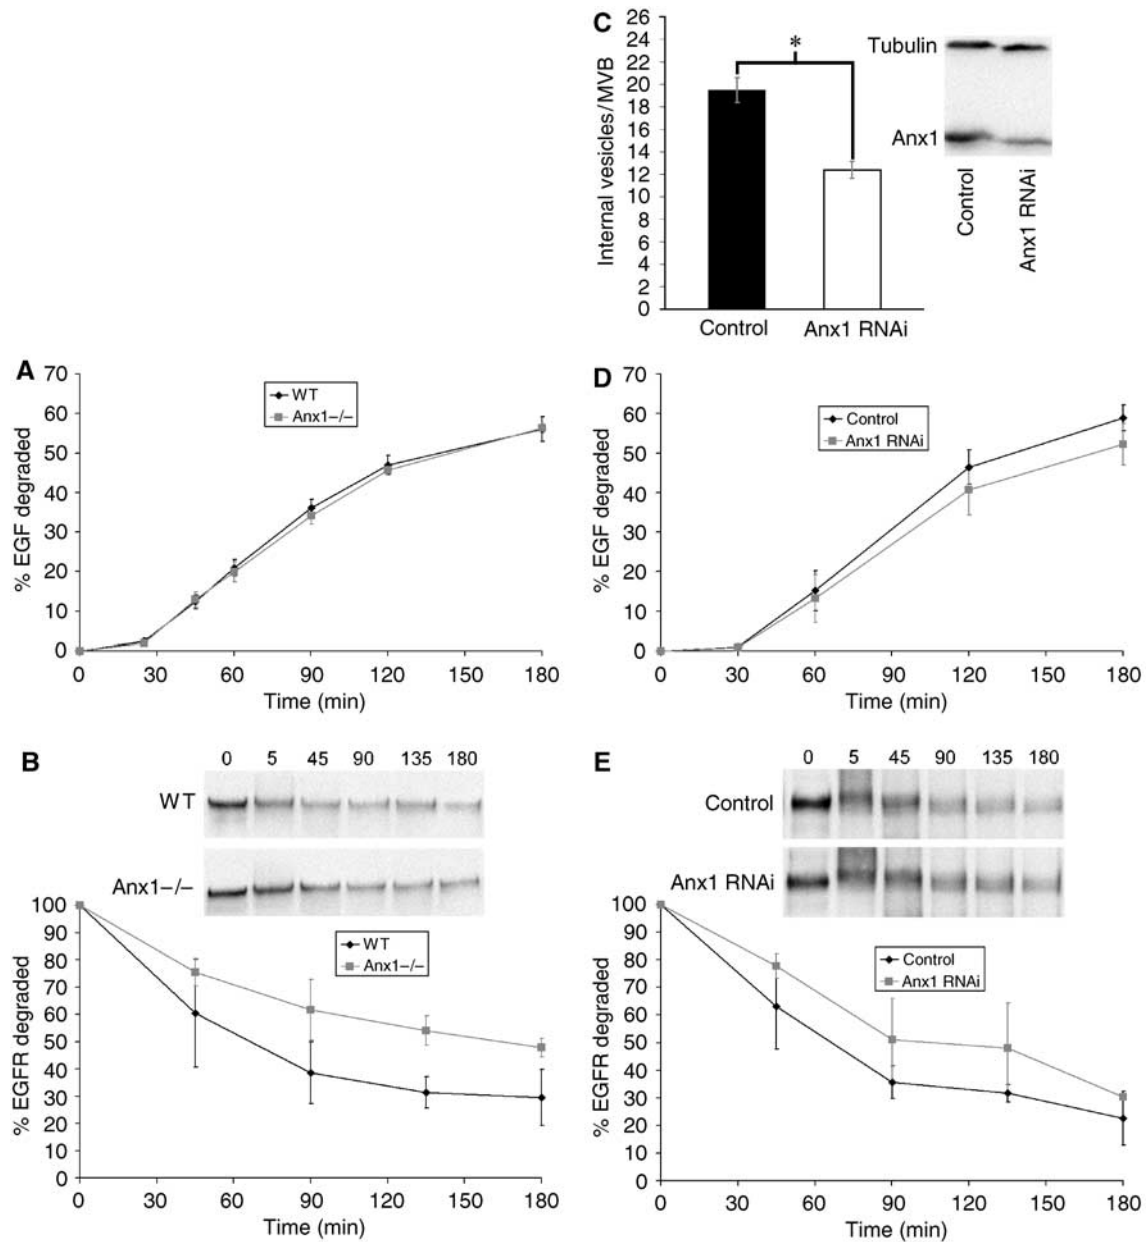 C
26
24
22
20
18
16
14
12
10
8
6
4
2
0
Internal vesicles/MVB
*
Control
Anx1 RNAi
Tubulin
Anx1
Control
Anx1 RNAi
A
70
60
50
40
30
20
10
0
% EGF degraded
WT
Anx1–/–
0 30 60 90 120 150 180
Time (min)
D
70
60
50
40
30
20
10
0
% EGF degraded
Control
Anx1 RNAi
0 30 60 90 120 150 180
Time (min)
B
0 5 45 90 135 180
WT
Anx1–/–
100
90
80
70
60
50
40
30
20
10
0
% EGFR degraded
WT
Anx1–/–
0 30 60 90 120 150 180
Time (min)
E
0 5 45 90 135 180
Control
Anx1 RNAi
100
90
80
70
60
50
40
30
20
10
0
% EGFR degraded
Control
Anx1 RNAi
0 30 60 90 120 150 180
Time (min)